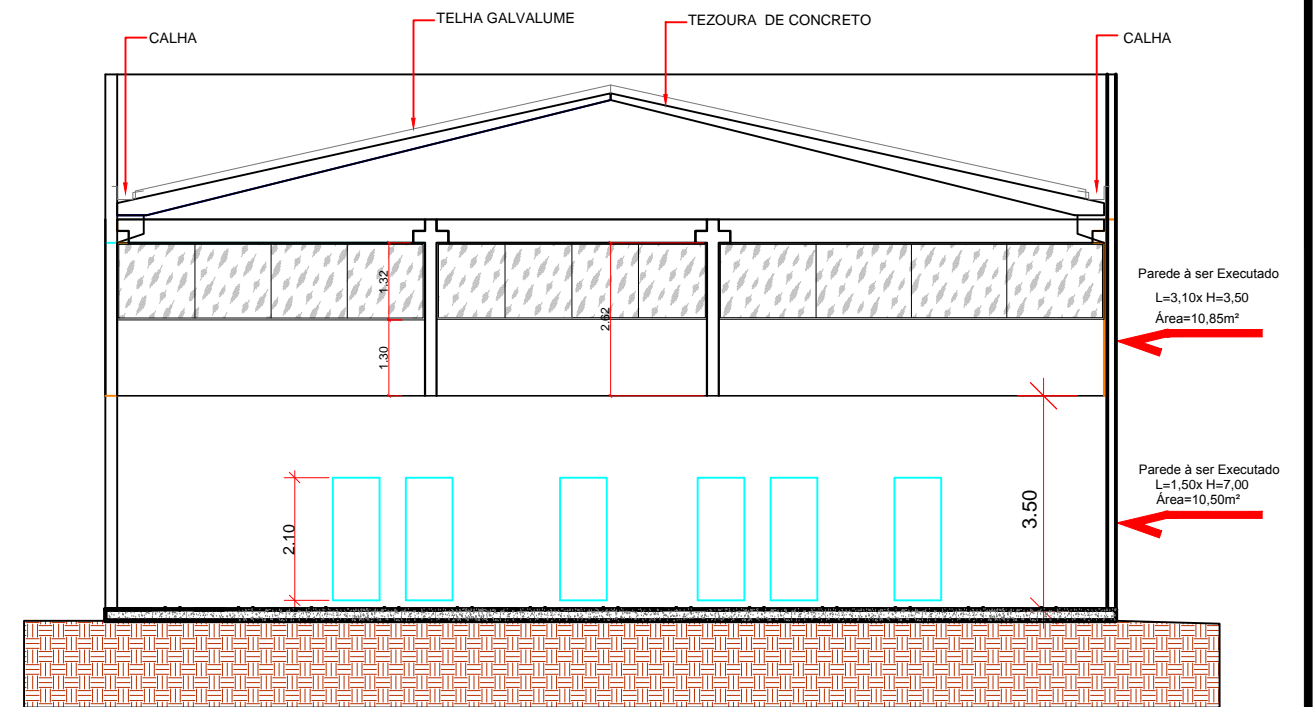 TELHA GALVALUME
TEZOURA DE CONCRETO
CALHA
CALHA
1.32
2.62
1.30
Parede à ser Executado
L=3,10x H=3,50
Área=10,85m²
Parede à ser Executado
L=1,50x H=7,00
Área=10,50m²
2.10
3.50